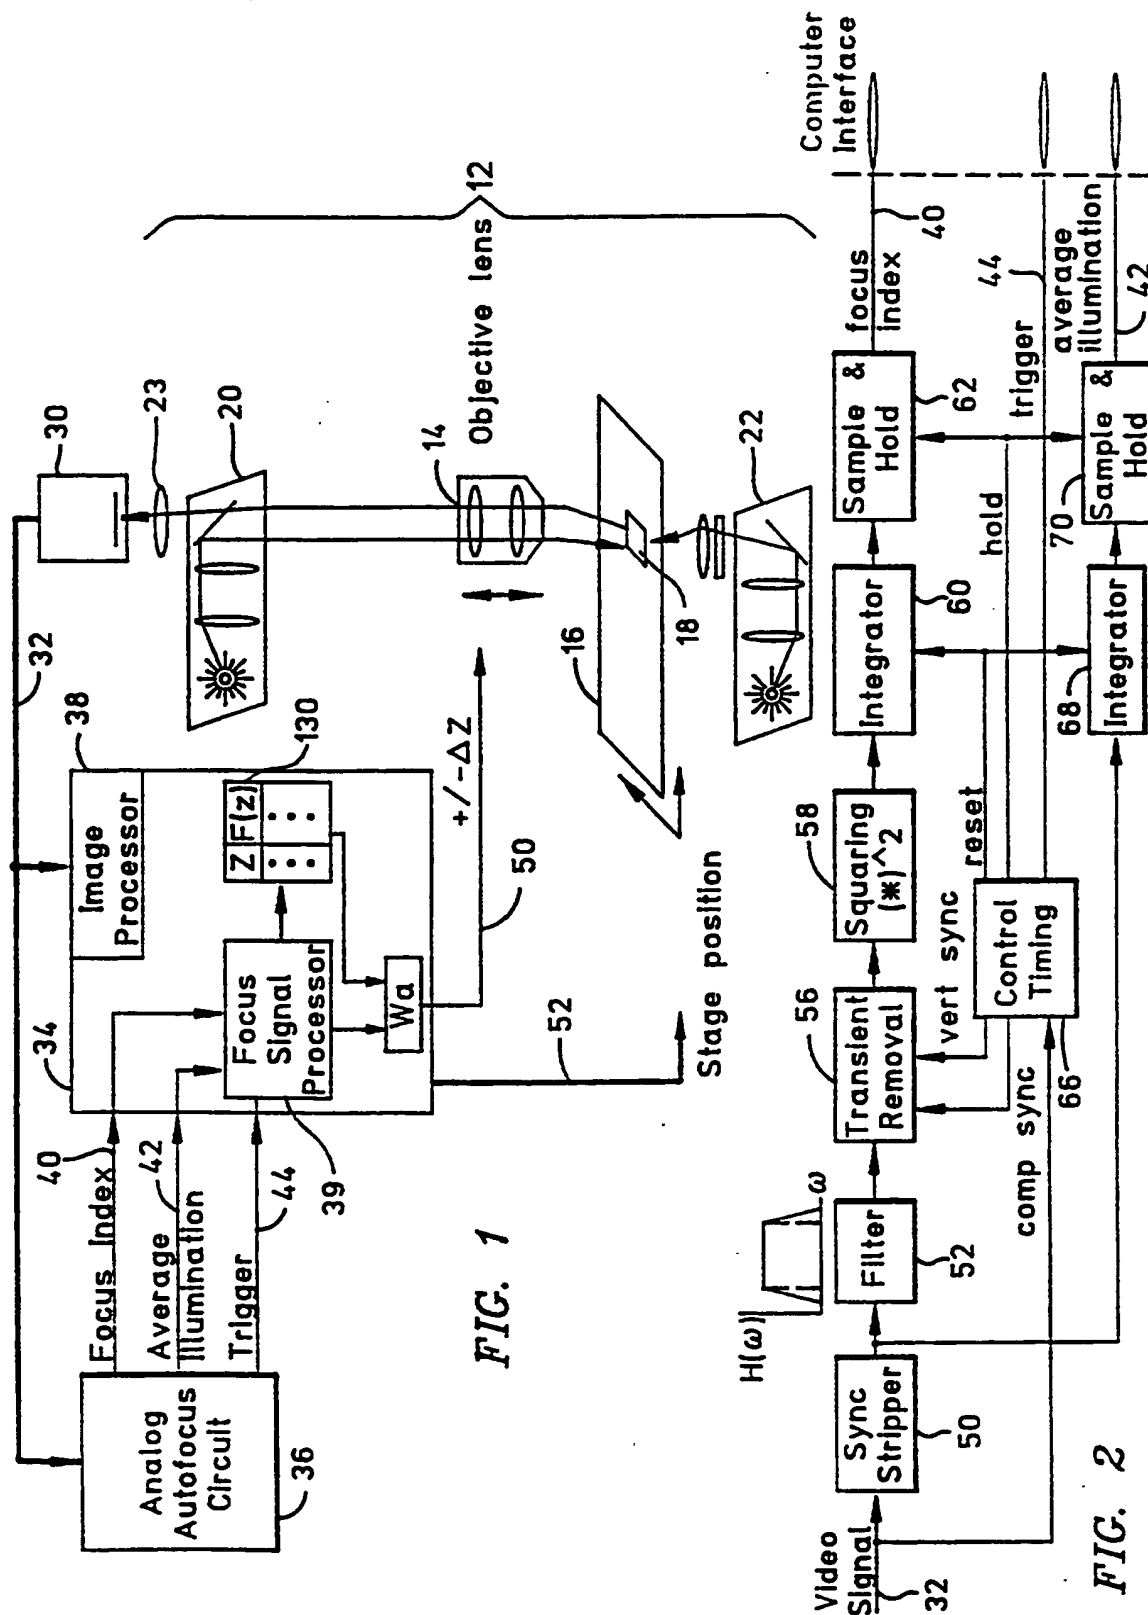 30
23
20
32
38
Image
Processor
34
130
Z F(z)
Focus
Signal
Processor
Wa
+/-ΔZ
50
14
Objective lens
12
16
18
22
Stage position
52
40
Focus Index
42
Average
Illumination
Trigger
44
39
Analog
Autofocus
Circuit
36
FIG. 1
Video
Signal
32
Sync
Stripper
50
H(ω)
ω
Filter
52
Transient
Removal
56
Squaring
(*)^2
58
Integrator
60
Sample &
Hold
62
focus
index
40
Computer
Interface
comp sync
vert sync
Control
Timing
66
reset
hold
trigger
44
Integrator
68
Sample &
Hold
70
average
illumination
42
FIG. 2